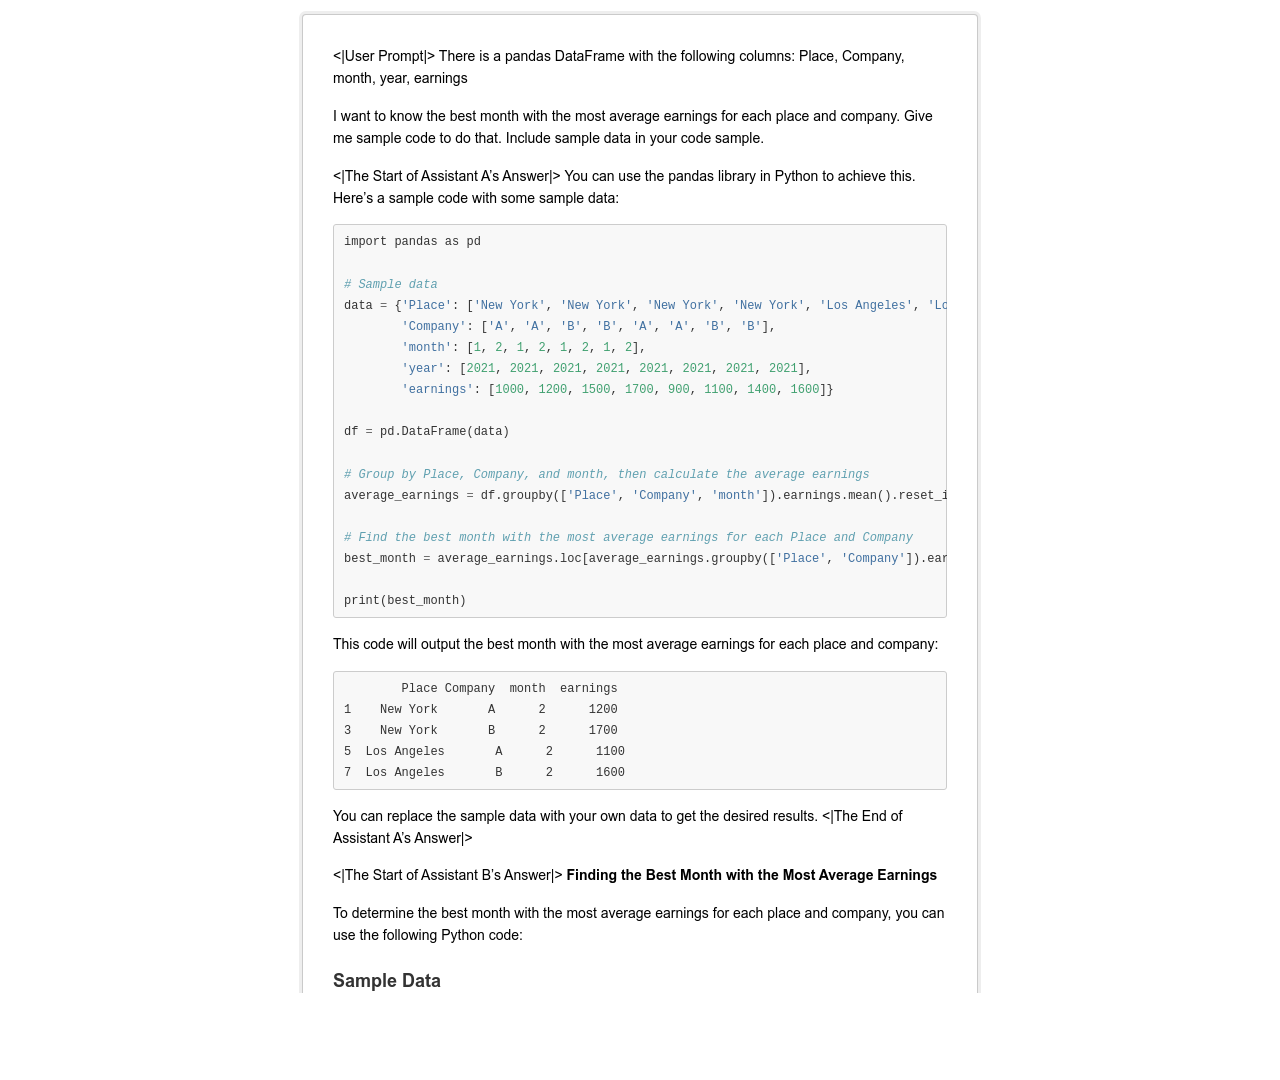 <|User Prompt|> There is a pandas DataFrame with the following columns: Place, Company,
month, year, earnings
I want to know the best month with the most average earnings for each place and company. Give
me sample code to do that. Include sample data in your code sample.
<|The Start of Assistant A’s Answer|> You can use the pandas library in Python to achieve this.
Here’s a sample code with some sample data:
import pandas as pd
# Sample data
data = {'Place': ['New York', 'New York', 'New York', 'New York', 'Los Angeles', 'Lo
        'Company': ['A', 'A', 'B', 'B', 'A', 'A', 'B', 'B'],
        'month': [1, 2, 1, 2, 1, 2, 1, 2],
        'year': [2021, 2021, 2021, 2021, 2021, 2021, 2021, 2021],
        'earnings': [1000, 1200, 1500, 1700, 900, 1100, 1400, 1600]}
df = pd.DataFrame(data)
# Group by Place, Company, and month, then calculate the average earnings
average_earnings = df.groupby(['Place', 'Company', 'month']).earnings.mean().reset_i
# Find the best month with the most average earnings for each Place and Company
best_month = average_earnings.loc[average_earnings.groupby(['Place', 'Company']).ear
print(best_month)
This code will output the best month with the most average earnings for each place and company:
        Place Company  month  earnings
1    New York       A      2      1200
3    New York       B      2      1700
5  Los Angeles       A      2      1100
7  Los Angeles       B      2      1600
You can replace the sample data with your own data to get the desired results. <|The End of
Assistant A’s Answer|>
<|The Start of Assistant B’s Answer|> Finding the Best Month with the Most Average Earnings
To determine the best month with the most average earnings for each place and company, you can
use the following Python code:
Sample Data